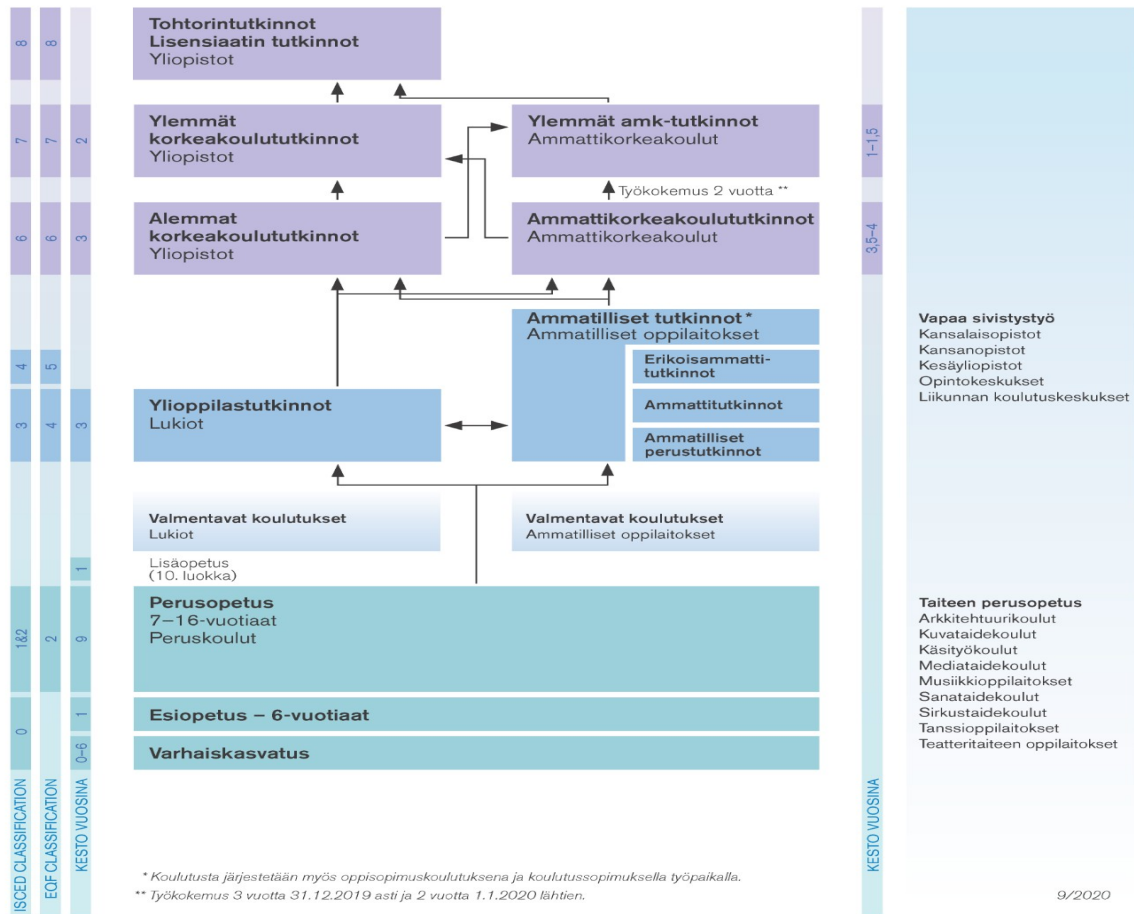 Tohtorintutkinnot
Lisensiaatin tutkinnot
Yliopistot
8
8
Ylemmät
korkeakoulututkinnot
Yliopistot
Ylemmät amk-tutkinnot
Ammattikorkeakoulut
7
7
2
1–1,5
Työkokemus 2 vuotta **
Alemmat
korkeakoulututkinnot
Yliopistot
Ammattikorkeakoulututkinnot
Ammattikorkeakoulut
6
6
3
3,5–4
Ammatilliset tutkinnot *
Ammatilliset oppilaitokset
Erikoisammatti-
tutkinnot
Ammattitutkinnot
Ammatilliset
perustutkinnot
4
5
Ylioppilastutkinnot
Lukiot
3
4
3
Valmentavat koulutukset
Lukiot
Valmentavat koulutukset
Ammatilliset oppilaitokset
Lisäopetus
(10. luokka)
1
Perusopetus
7–16-vuotiaat
Peruskoulut
1&2
2
9
Esiopetus – 6-vuotiaat
0
1
Varhaiskasvatus
0–6
ISCED CLASSIFICATION
EQF CLASSIFICATION
KESTO VUOSINA
KESTO VUOSINA
Vapaa sivistystyö
Kansalaisopistot
Kansanopistot
Kesäyliopistot
Opintokeskukset
Liikunnan koulutuskeskukset
Taiteen perusopetus
Arkkitehtuurikoulut
Kuvataidekoulut
Käsityökoulut
Mediataidekoulut
Musiikkioppilaitokset
Sanataidekoulut
Sirkustaidekoulut
Tanssioppilaitokset
Teatteritaiteen oppilaitokset
* Koulutusta järjestetään myös oppisopimuskoulutuksena ja koulutussopimuksella työpaikalla.
** Työkokemus 3 vuotta 31.12.2019 asti ja 2 vuotta 1.1.2020 lähtien.
9/2020